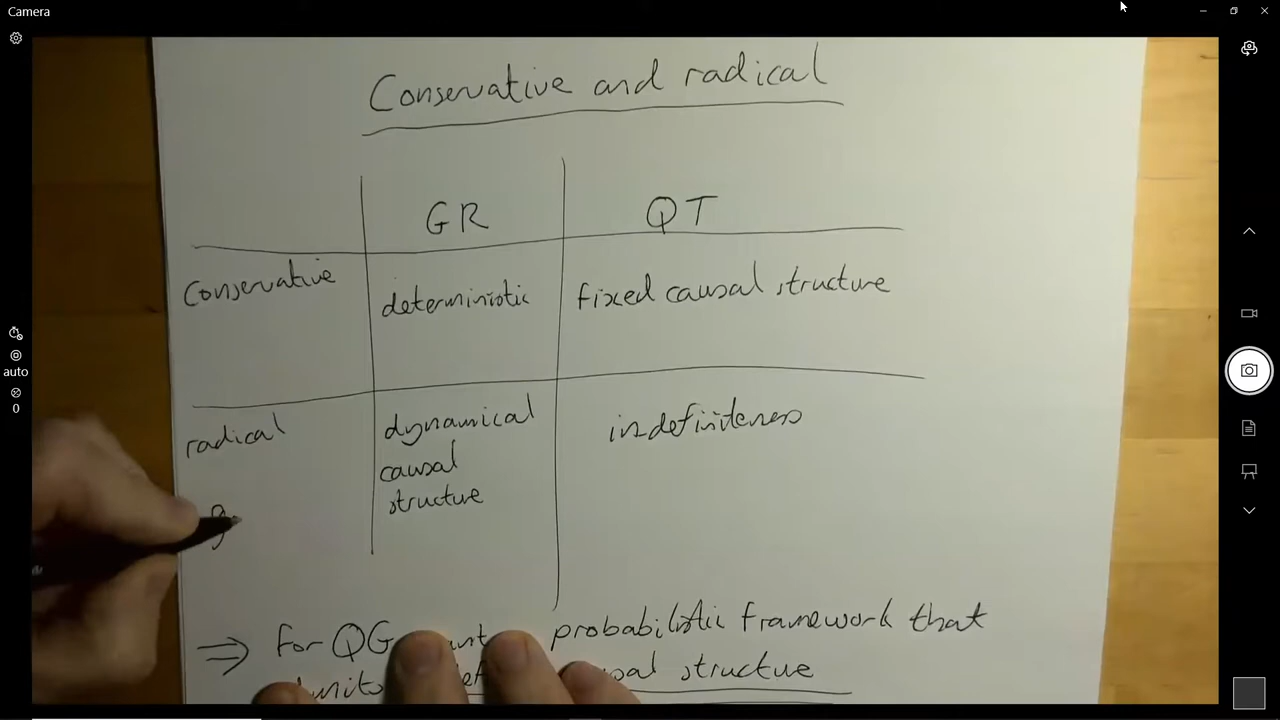 Camera
Conservative and radical
GR QT
Conservative deterministic fixed causal structure
radical dynamical indefiniteness
causal
structure
auto
0
⇒ for QG probabilistic framework that
structure